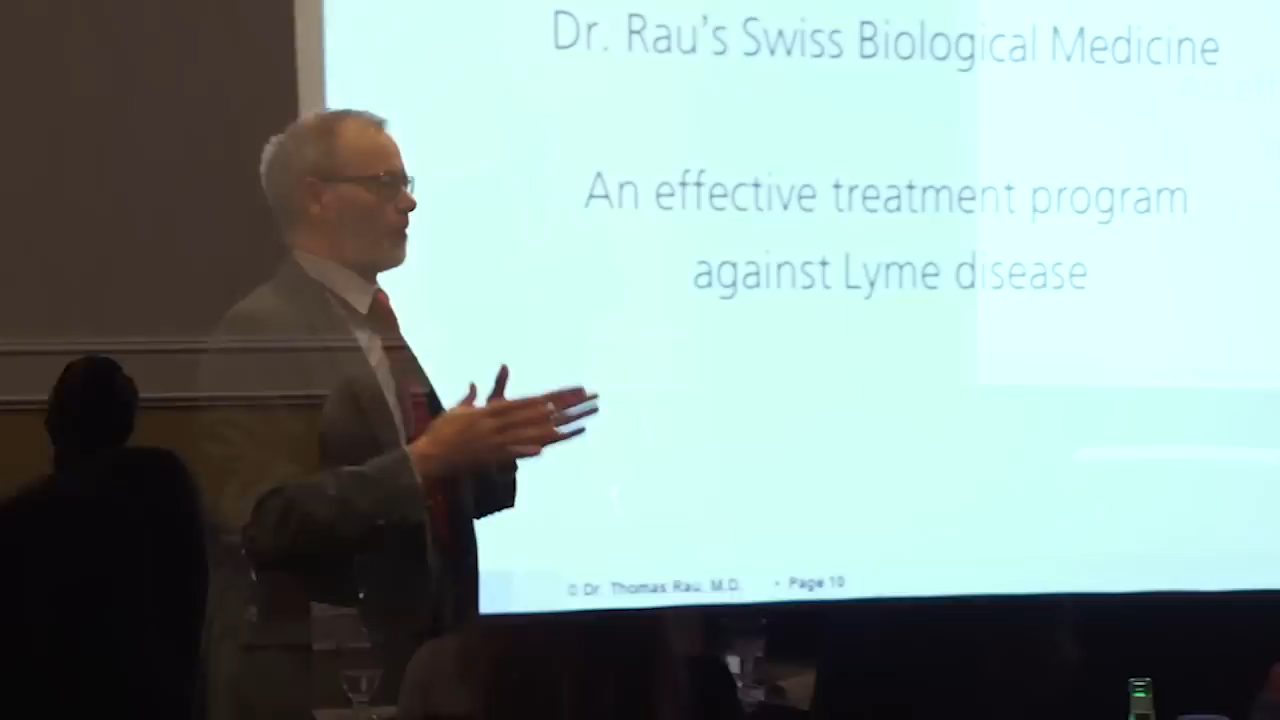 Dr. Rau's Swiss Biological Medicine
An effective treatment program
against Lyme disease
© Dr. Thomas Rau, M.D. • Page 10